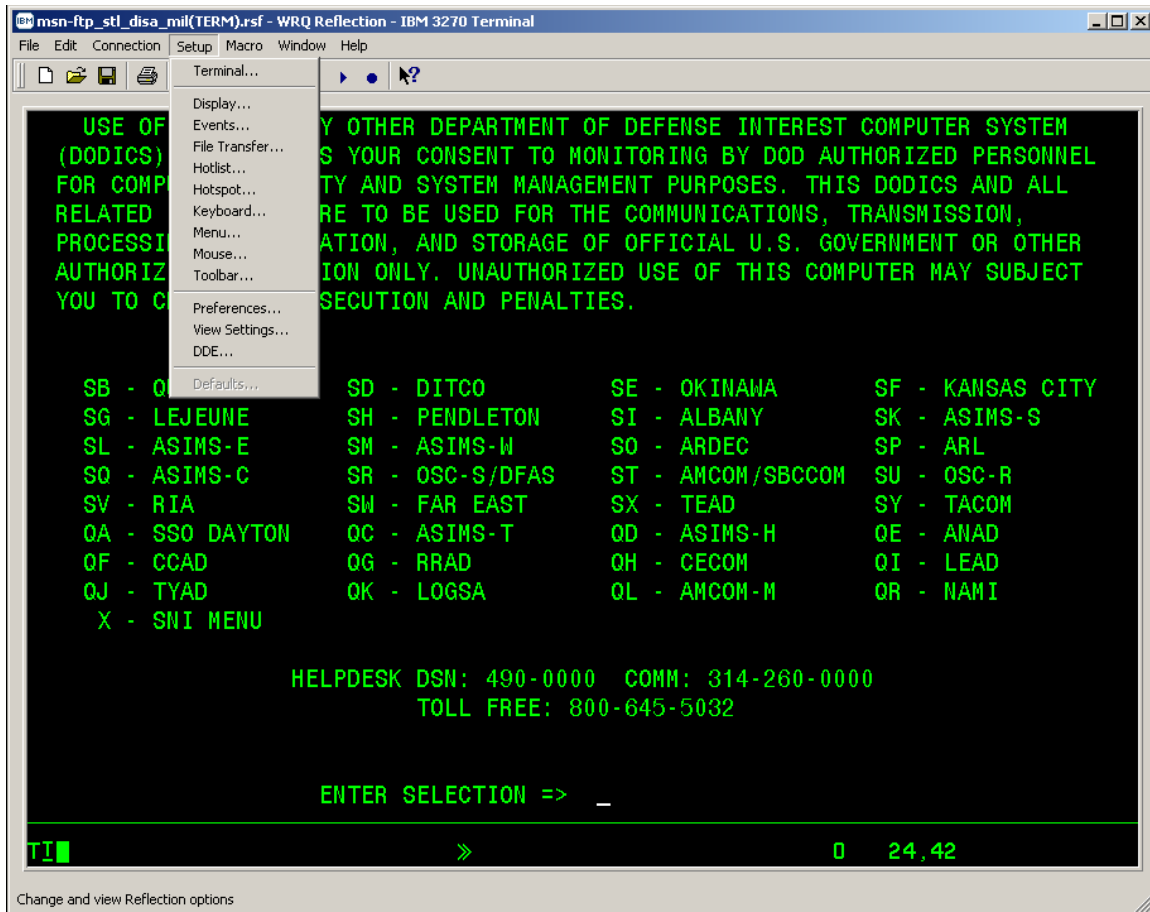 msn-ftp_stl_disa_mil(TERM).rsf - WRQ Reflection - IBM 3270 Terminal
File Edit Connection Setup Macro Window Help
Terminal...
Display...
Events...
File Transfer...
Hotlist...
Hotspot...
Keyboard...
Menu...
Mouse...
Toolbar...
Preferences...
View Settings...
DDE...
Defaults...
USE OF Y OTHER DEPARTMENT OF DEFENSE INTEREST COMPUTER SYSTEM
(DODICS) S YOUR CONSENT TO MONITORING BY DOD AUTHORIZED PERSONNEL
FOR COMP TY AND SYSTEM MANAGEMENT PURPOSES. THIS DODICS AND ALL
RELATED RE TO BE USED FOR THE COMMUNICATIONS, TRANSMISSION,
PROCESSI ATION, AND STORAGE OF OFFICIAL U.S. GOVERNMENT OR OTHER
AUTHORIZ ION ONLY. UNAUTHORIZED USE OF THIS COMPUTER MAY SUBJECT
YOU TO C SECUTION AND PENALTIES.
SB - Q SD - DITCO SE - OKINAWA SF - KANSAS CITY
SG - LEJEUNE SH - PENDLETON SI - ALBANY SK - ASIMS-S
SL - ASIMS-E SM - ASIMS-W SO - ARDEC SP - ARL
SQ - ASIMS-C SR - OSC-S/DFAS ST - AMCOM/SBCCOM SU - OSC-R
SV - RIA SW - FAR EAST SX - TEAD SY - TACOM
QA - SSO DAYTON QC - ASIMS-T QD - ASIMS-H QE - ANAD
QF - CCAD QG - RRAD QH - CECOM QI - LEAD
QJ - TYAD QK - LOGSA QL - AMCOM-M QR - NAMI
X - SNI MENU
HELPDESK DSN: 490-0000 COMM: 314-260-0000
TOLL FREE: 800-645-5032
ENTER SELECTION => _
TI » 0 24,42
Change and view Reflection options